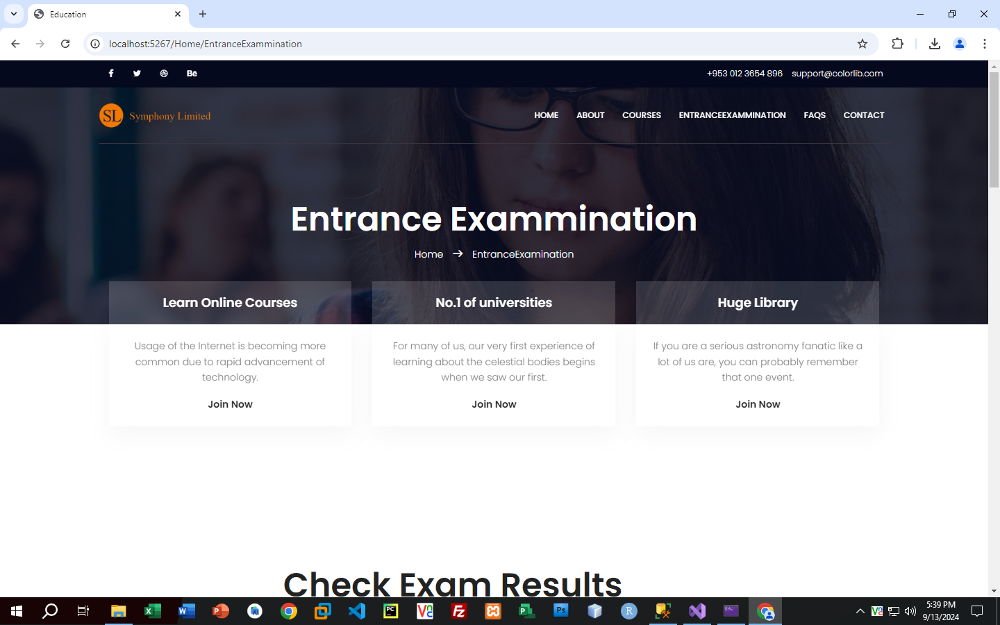 Education
localhost:5267/Home/EntranceExammination
+953 012 3654 896 support@colorlib.com
SL Symphony Limited
HOME ABOUT COURSES ENTRANCEEXAMMINATION FAQS CONTACT
Entrance Exammination
Home → EntranceExamination
Learn Online Courses
Usage of the Internet is becoming more
common due to rapid advancement of
technology.
Join Now
No.1 of universities
For many of us, our very first experience of
learning about the celestial bodies begins
when we saw our first.
Join Now
Huge Library
If you are a serious astronomy fanatic like a
lot of us are, you can probably remember
that one event.
Join Now
Check Exam Results
5:39 PM
9/13/2024